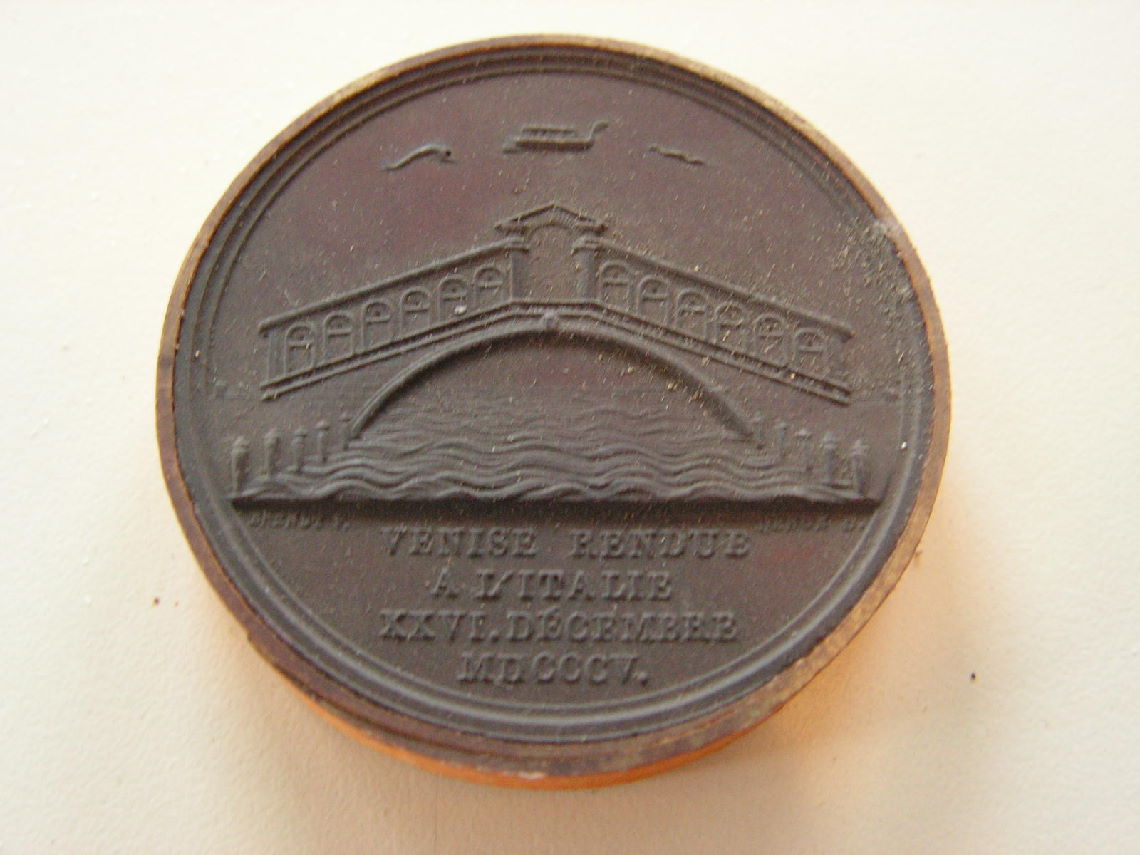 VENISE RENDUE
A L'ITALIE
XXVI. DÉCEMBRE
MDCCCV.